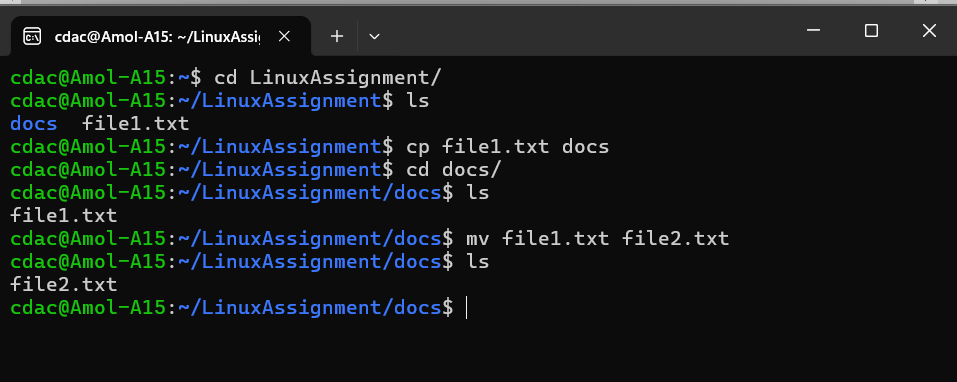 cdac@Amol-A15: ~/LinuxAssi
cdac@Amol-A15:~$ cd LinuxAssignment/
cdac@Amol-A15:~/LinuxAssignment$ ls
docs  file1.txt
cdac@Amol-A15:~/LinuxAssignment$ cp file1.txt docs
cdac@Amol-A15:~/LinuxAssignment$ cd docs/
cdac@Amol-A15:~/LinuxAssignment/docs$ ls
file1.txt
cdac@Amol-A15:~/LinuxAssignment/docs$ mv file1.txt file2.txt
cdac@Amol-A15:~/LinuxAssignment/docs$ ls
file2.txt
cdac@Amol-A15:~/LinuxAssignment/docs$